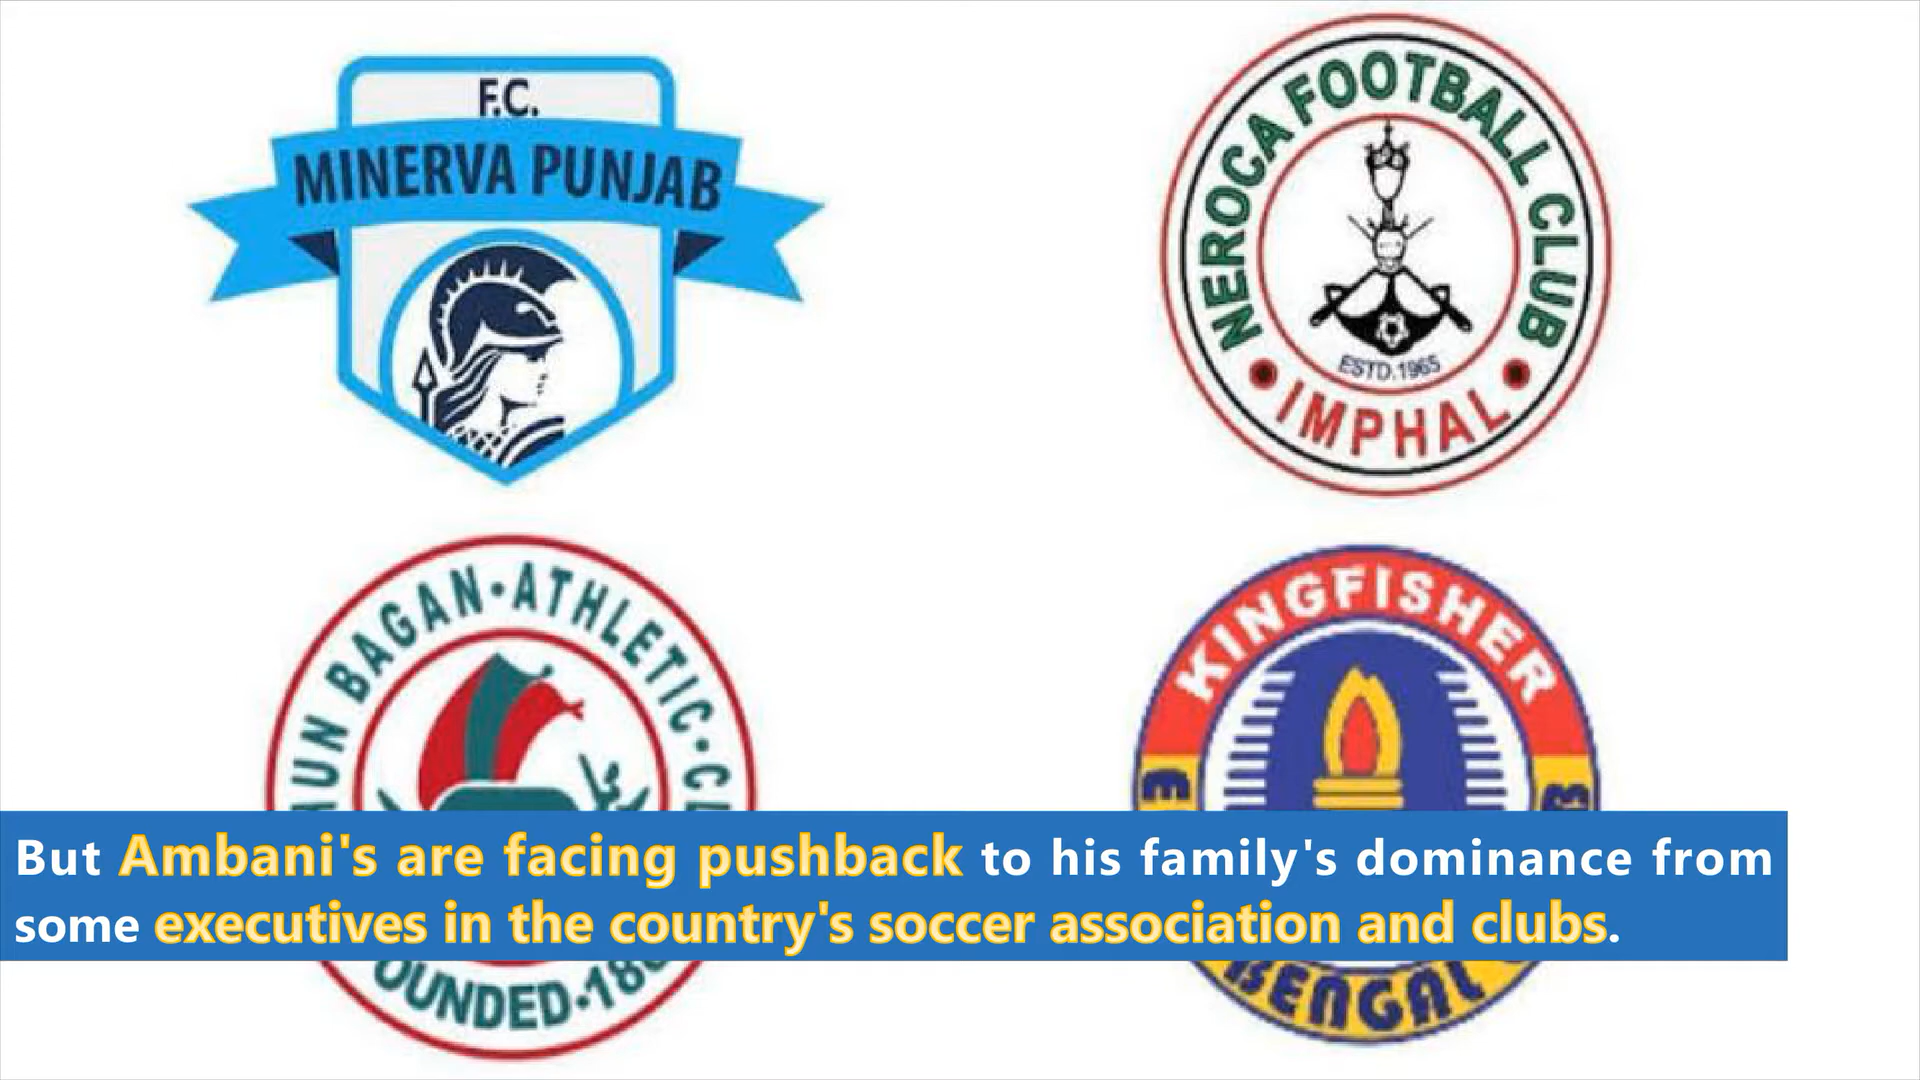 F.C.
MINERVA PUNJAB
NEROCA FOOTBALL CLUB
ESTD.1965
IMPHAL
BAGAN•ATHLETIC•
KINGFISHER
But Ambani's are facing pushback to his family's dominance from
some executives in the country's soccer association and clubs.
BENGAL